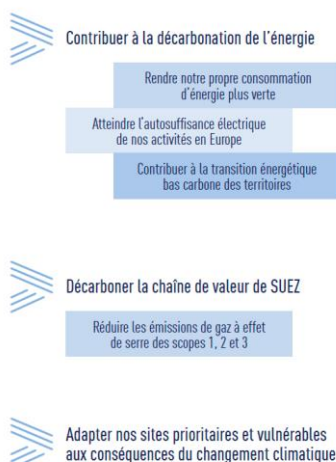 Contribuer à la décarbonation de l'énergie
Rendre notre propre consommation
d'énergie plus verte
Atteindre l'autosuffisance électrique
de nos activités en Europe
Contribuer à la transition énergétique
bas carbone des territoires
Décarboner la chaîne de valeur de SUEZ
Réduire les émissions de gaz à effet
de serre des scopes 1, 2 et 3
Adapter nos sites prioritaires et vulnérables
aux conséquences du changement climatique